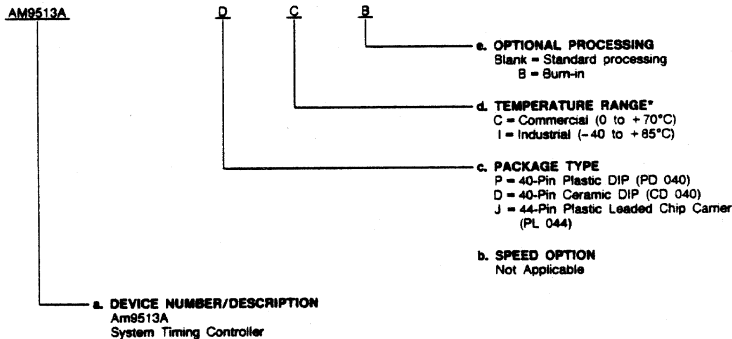 AM9513A D C B
e. OPTIONAL PROCESSING
Blank = Standard processing
B = Burn-in
d. TEMPERATURE RANGE*
C = Commercial (0 to +70°C)
I = Industrial (-40 to +85°C)
c. PACKAGE TYPE
P = 40-Pin Plastic DIP (PD 040)
D = 40-Pin Ceramic DIP (CD 040)
J = 44-Pin Plastic Leaded Chip Carrier
(PL 044)
b. SPEED OPTION
Not Applicable
a. DEVICE NUMBER/DESCRIPTION
Am9513A
System Timing Controller